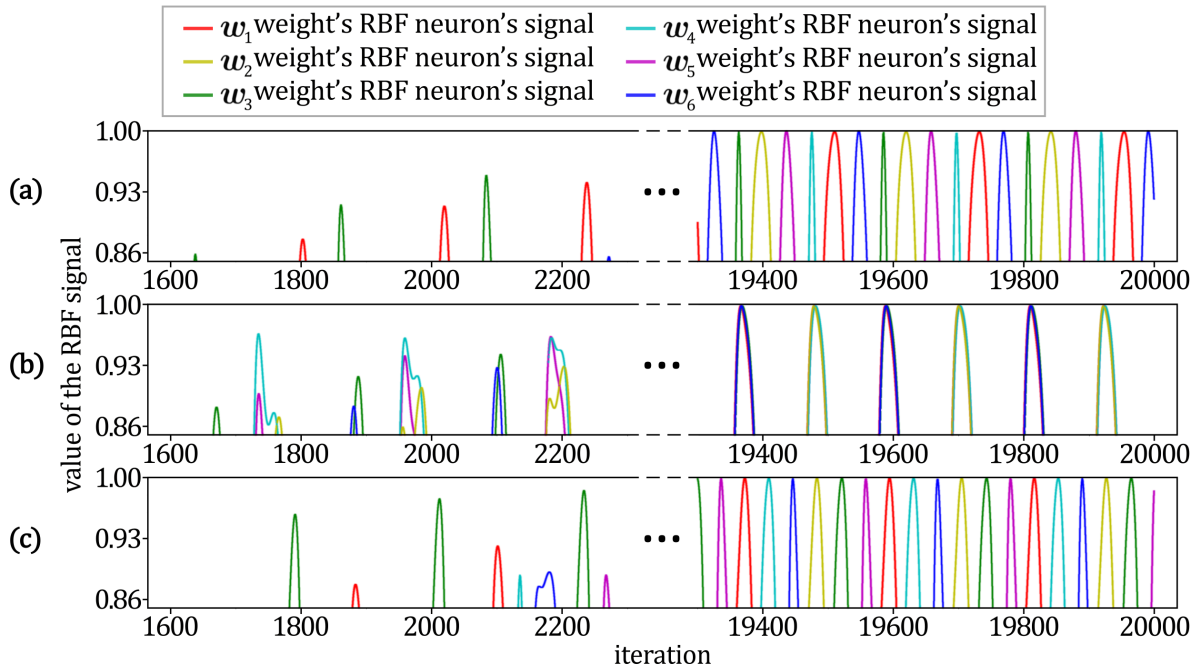 w1 weight's RBF neuron's signal w4 weight's RBF neuron's signal
w2 weight's RBF neuron's signal w5 weight's RBF neuron's signal
w3 weight's RBF neuron's signal w6 weight's RBF neuron's signal
value of the RBF signal
(a)
1.00
0.93
0.86
1600 1800 2000 2200 ... 19400 19600 19800 20000
(b)
1.00
0.93
0.86
1600 1800 2000 2200 ... 19400 19600 19800 20000
(c)
1.00
0.93
0.86
1600 1800 2000 2200 ... 19400 19600 19800 20000
iteration